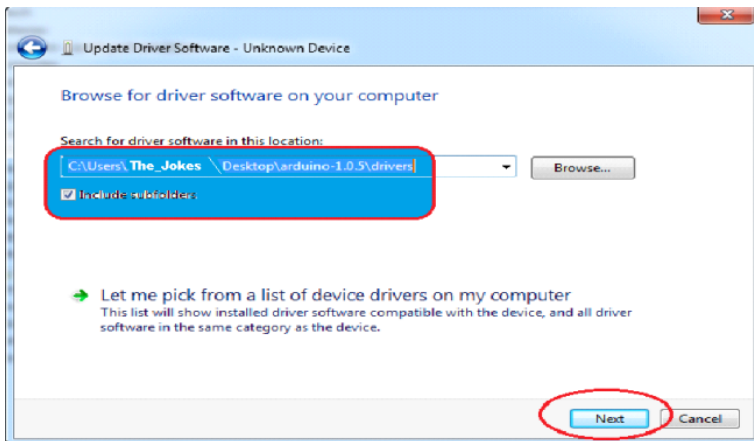 Update Driver Software - Unknown Device
Browse for driver software on your computer
Search for driver software in this location:
C:\Users\ The_Jokes \Desktop\arduino-1.0.5\drivers
Browse...
Include subfolders
Let me pick from a list of device drivers on my computer
This list will show installed driver software compatible with the device, and all driver
software in the same category as the device.
Next
Cancel